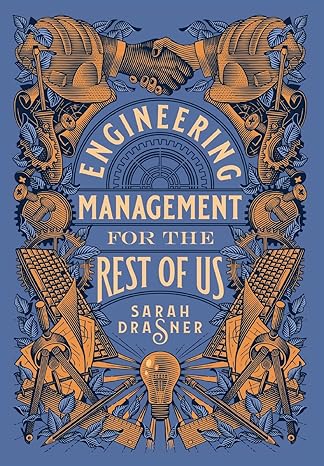 ENGINEERING
MANAGEMENT
FOR THE
REST OF US
SARAH
DRASNER